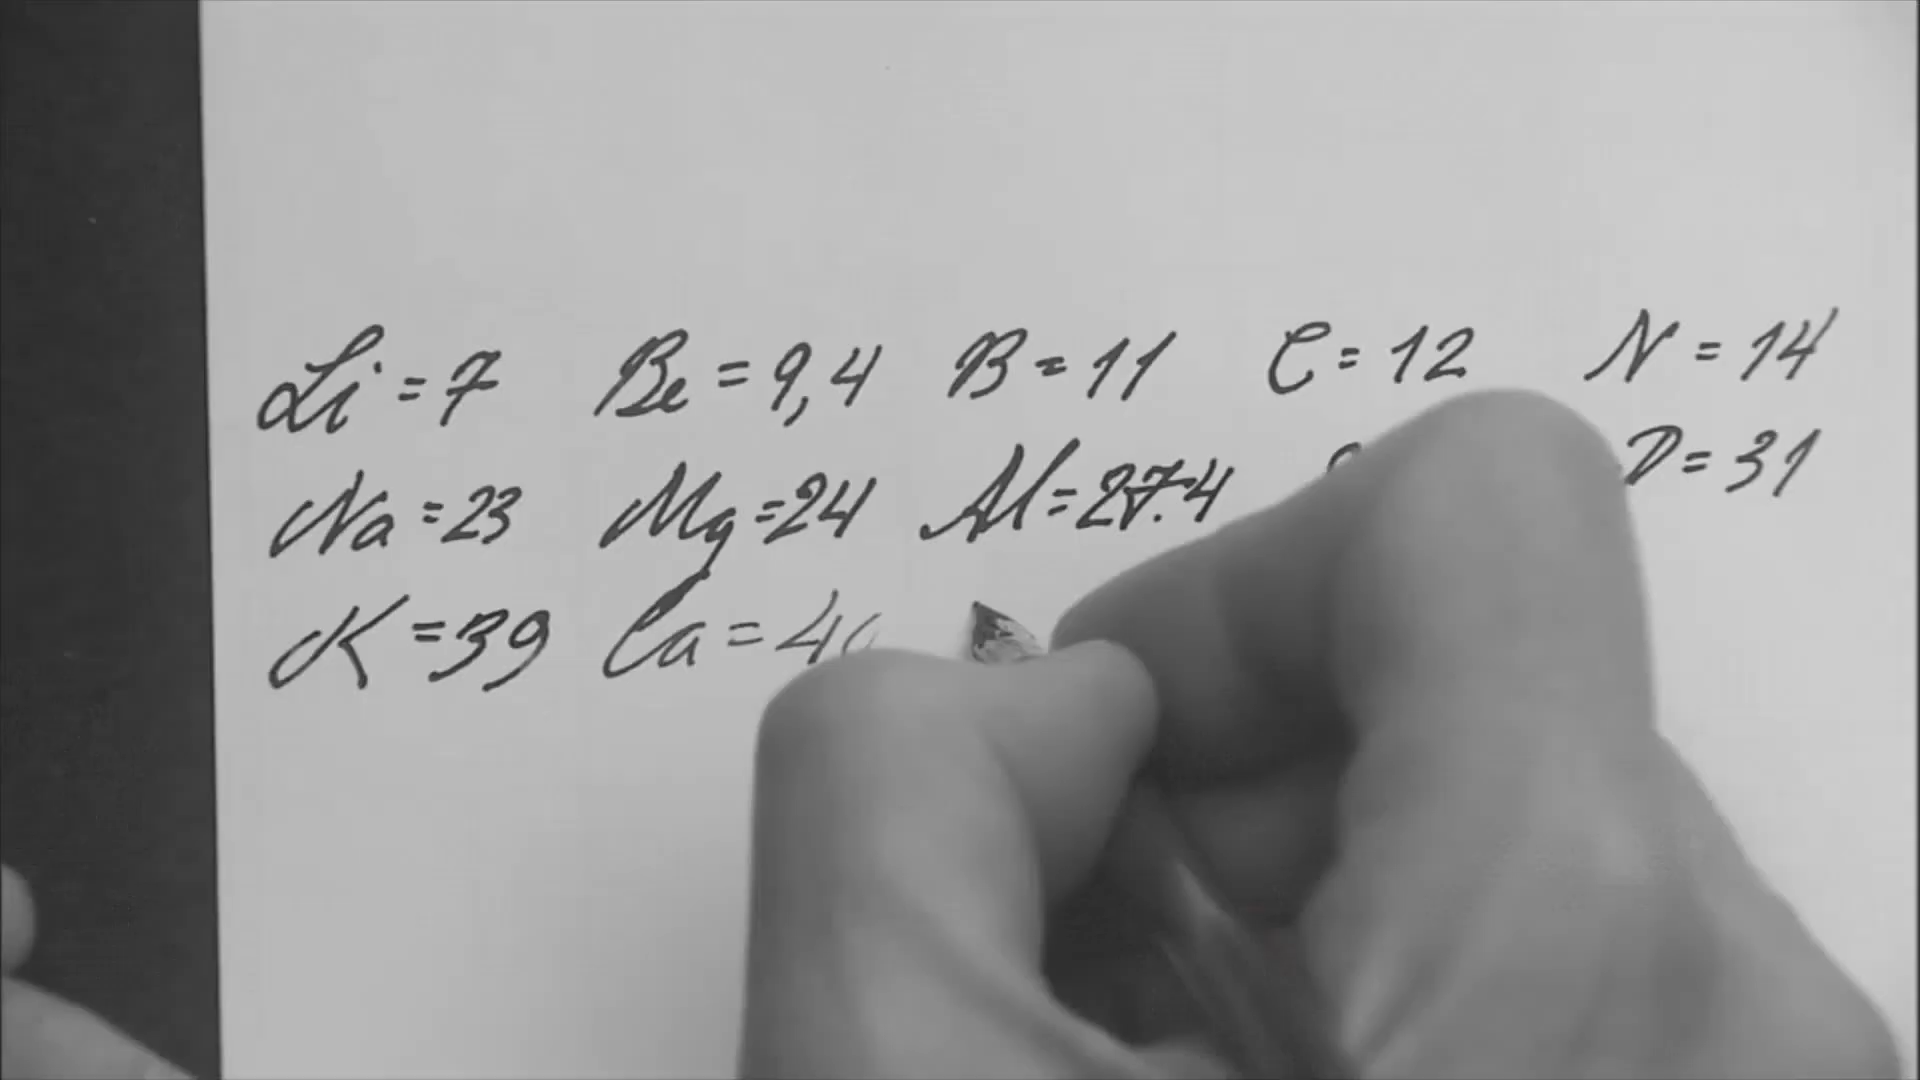 Li = 7 Be = 9,4 B = 11 C = 12 N = 14
Na = 23 Mg = 24 Al = 27.4 P = 31
K = 39 Ca = 40